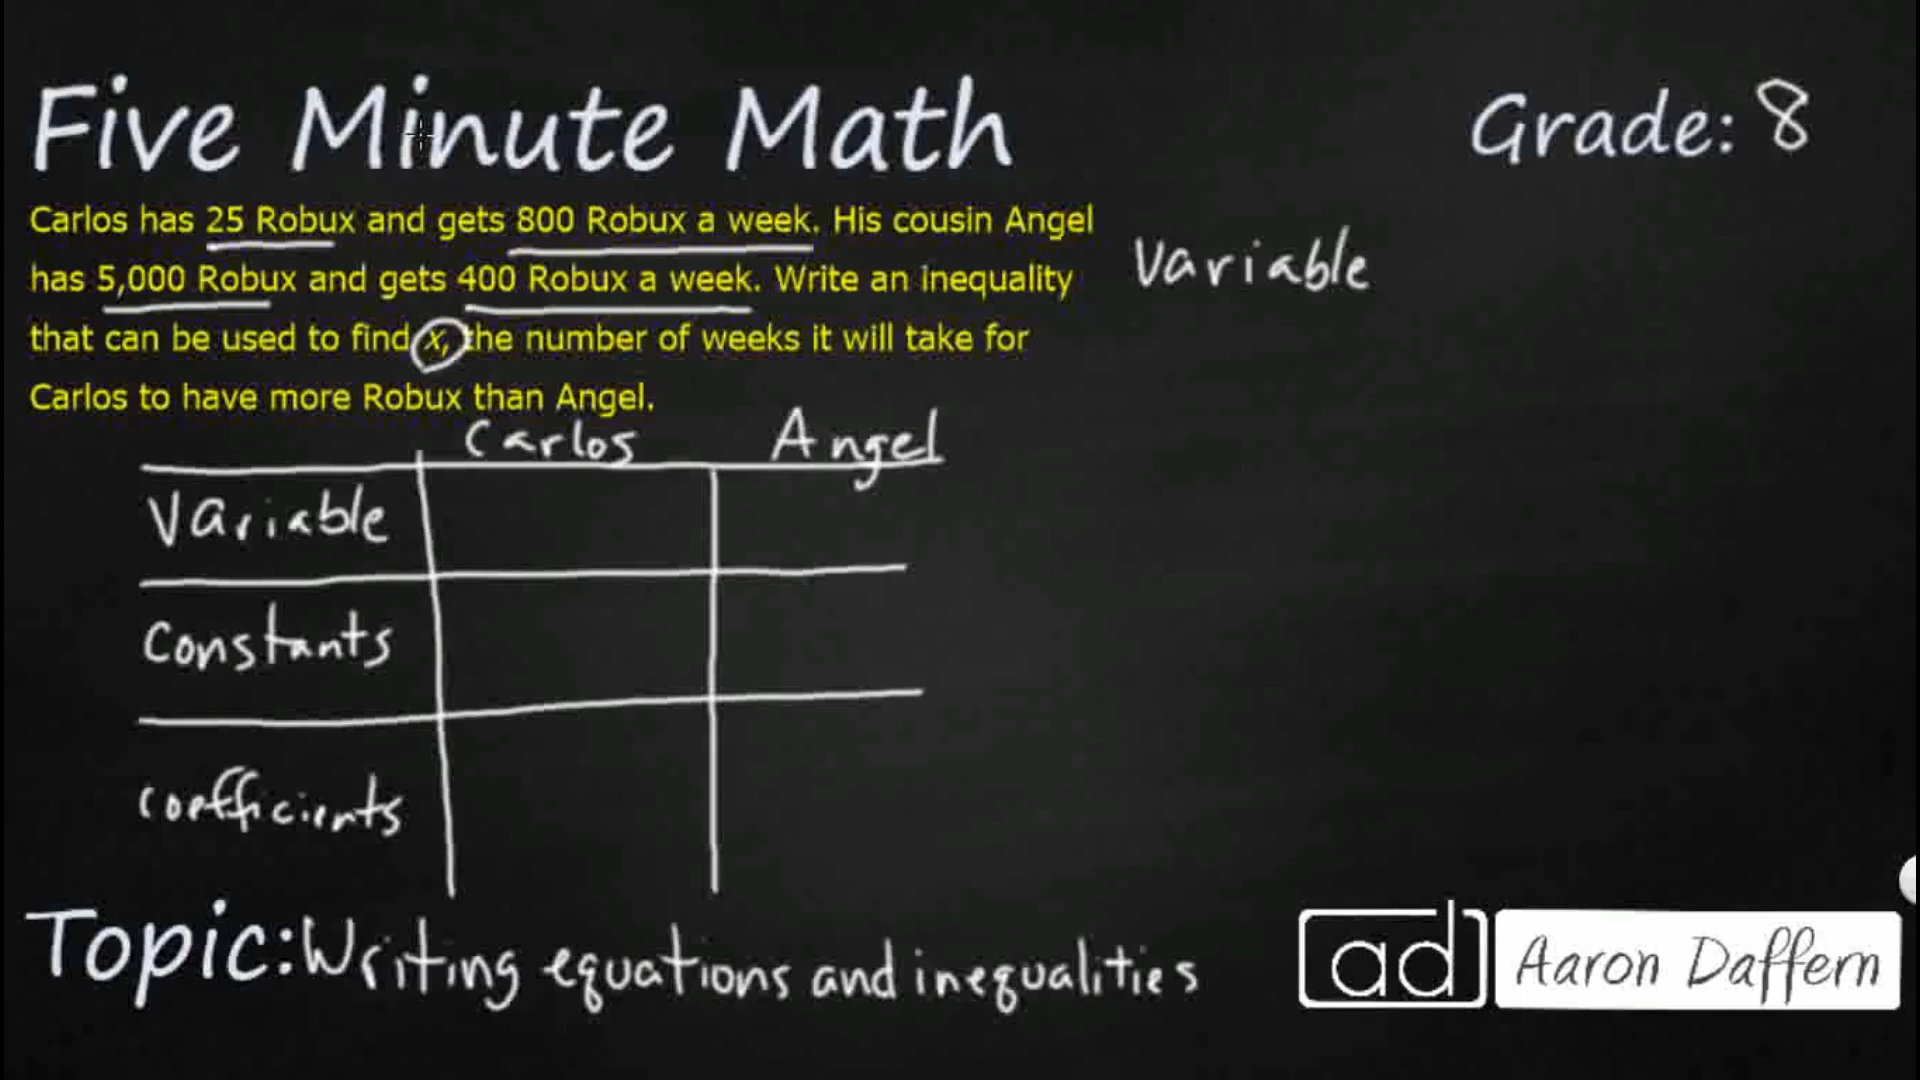 Five Minute Math
Grade: 8
Carlos has 25 Robux and gets 800 Robux a week. His cousin Angel
has 5,000 Robux and gets 400 Robux a week. Write an inequality
that can be used to find x, the number of weeks it will take for
Carlos to have more Robux than Angel.
Variable
Carlos Angel
Variable
Constants
coefficients
Topic: Writing equations and inequalities
ad Aaron Daffern